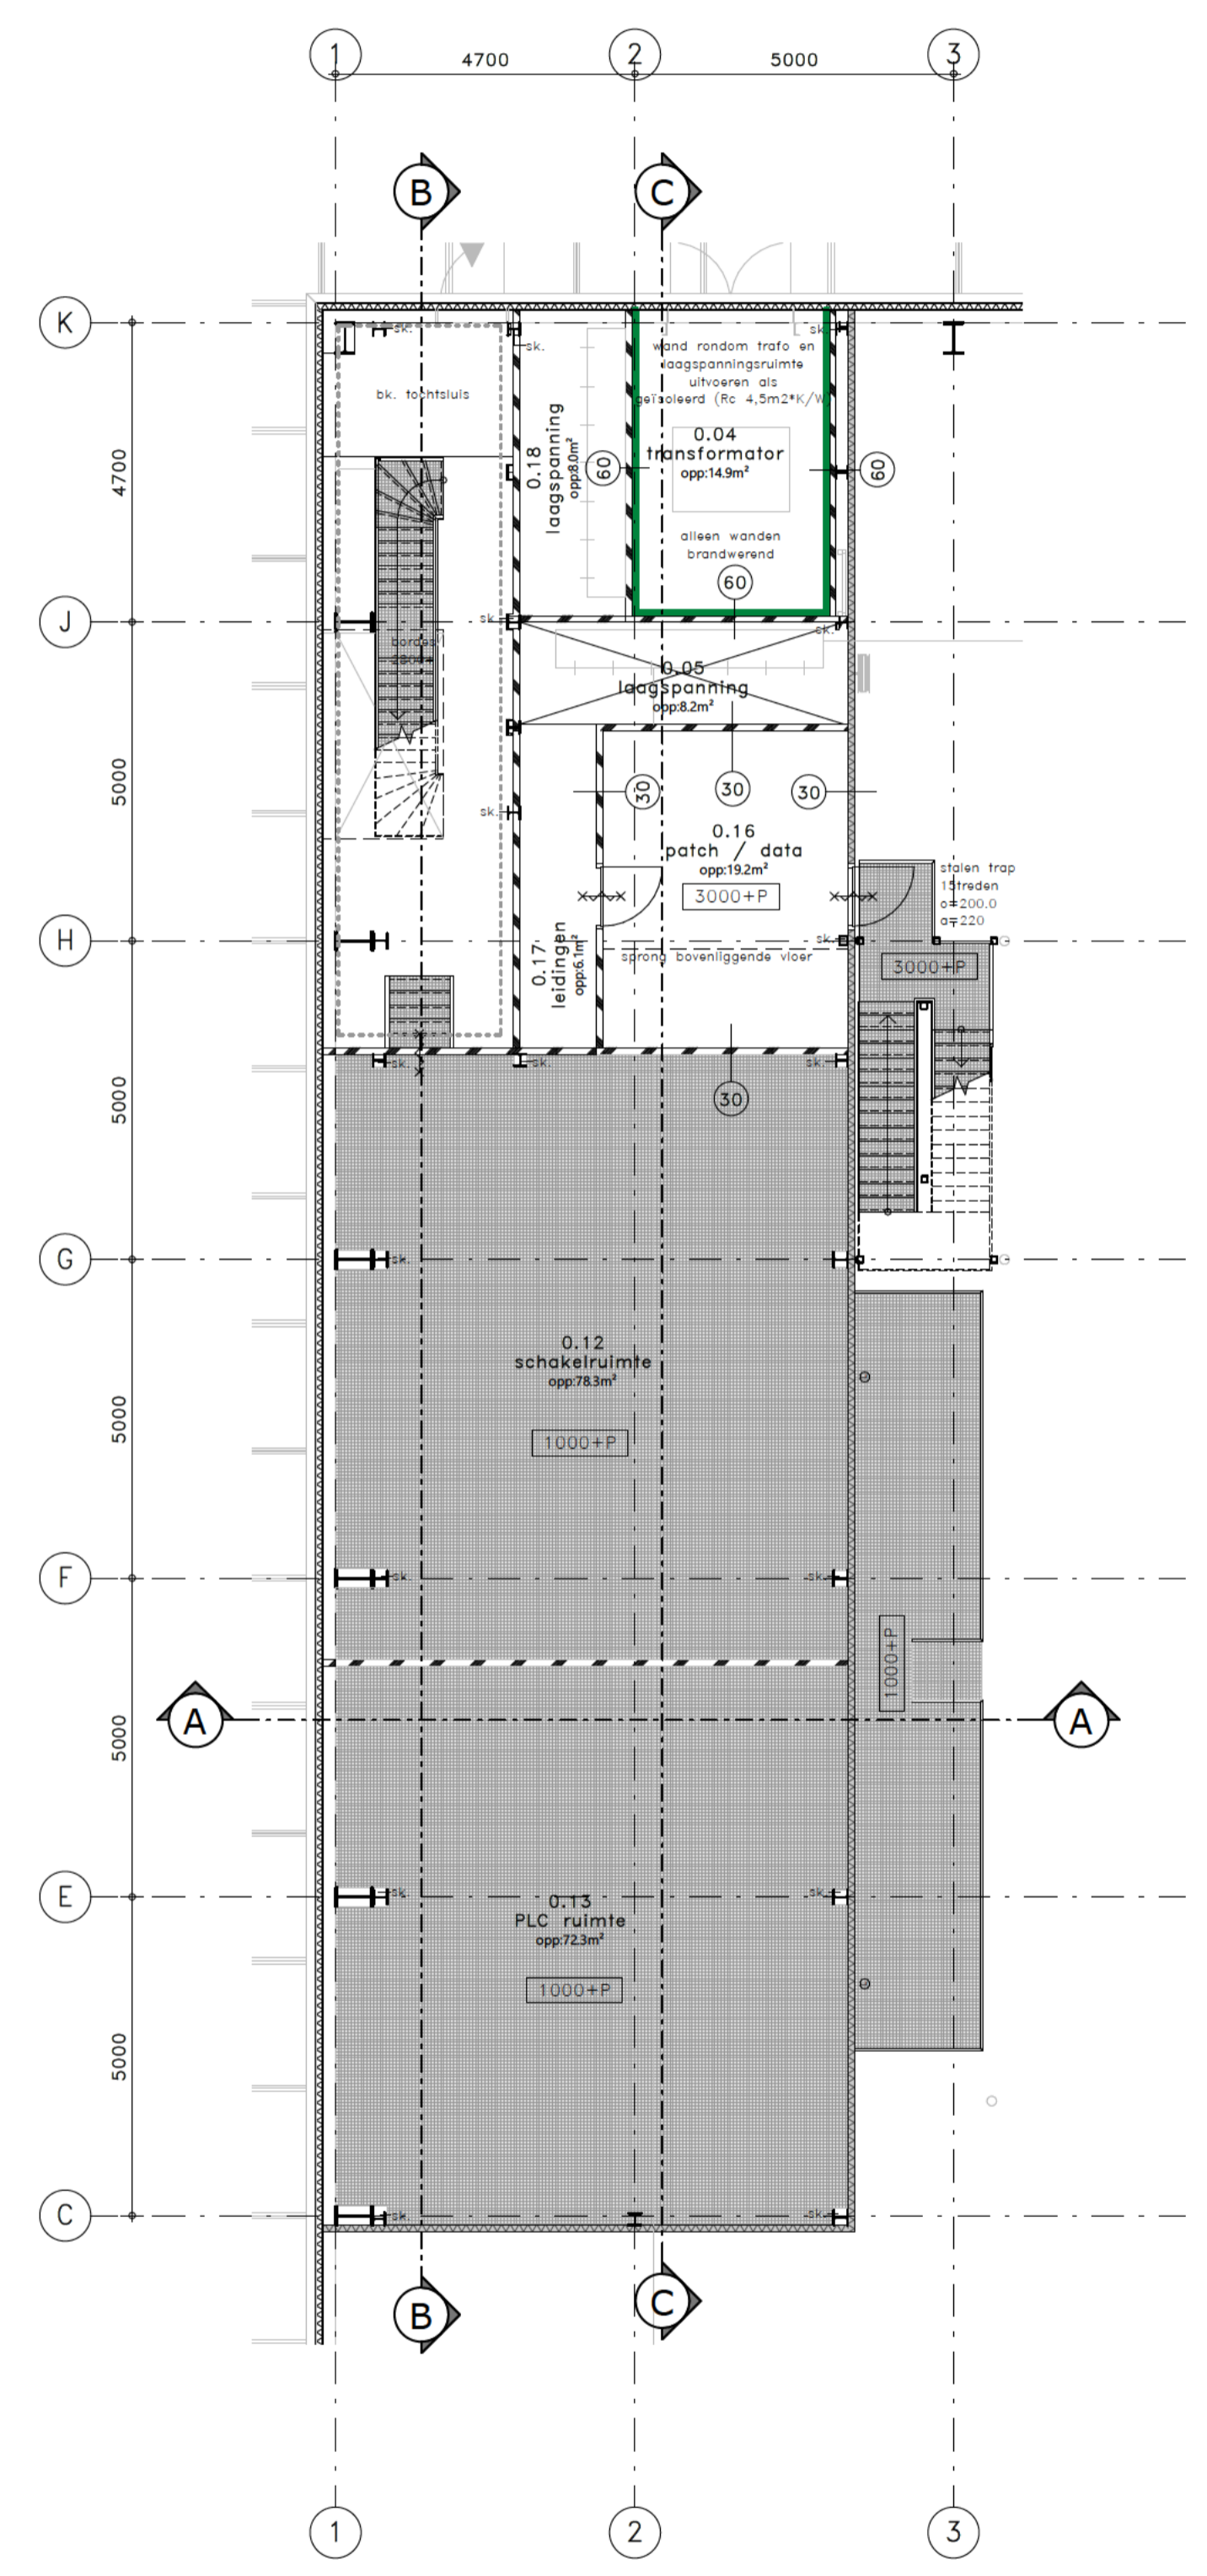 1
4700
2
5000
3
B
C
K
sk.
sk.
sk.
wand rondom trafo en
laagspanningsruimte
uitvoeren als
geïsoleerd (Rc 4,5m2*K/W)
bk. tochtsluis
0.18
laagspanning
opp:8.0m²
60
0.04
transformator
opp:14.9m²
60
4700
alleen wanden
brandwerend
60
J
sk.
sk.
bordes
0.05
laagspanning
opp:8.2m²
5000
30
30
30
sk.
0.16
patch / data
opp:19.2m²
3000+P
stalen trap
15treden
o=200.0
a=220
H
sk.
sprong bovenliggende vloer
3000+P
0.17
leidingen
opp:6.1m²
sk.
sk.
sk.
30
5000
G
sk.
0.12
schakelruimte
opp:78.3m²
1000+P
5000
F
sk.
sk.
1000+P
A
A
5000
E
sk.
sk.
0.13
PLC ruimte
opp:72.3m²
1000+P
5000
C
sk.
sk.
B
C
1
2
3